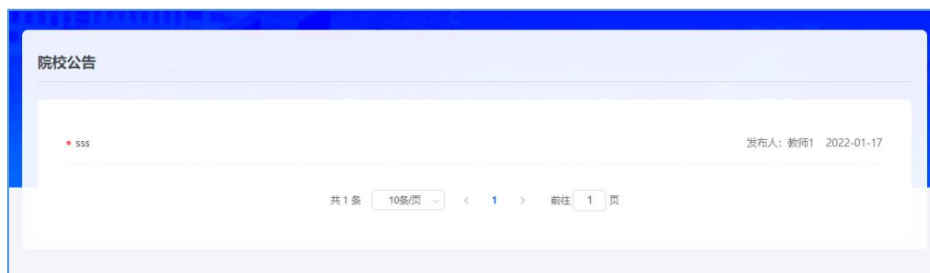 院校公告
sss 发布人：教师1 2022-01-17
共 1 条 10条/页 1 前往 1 页